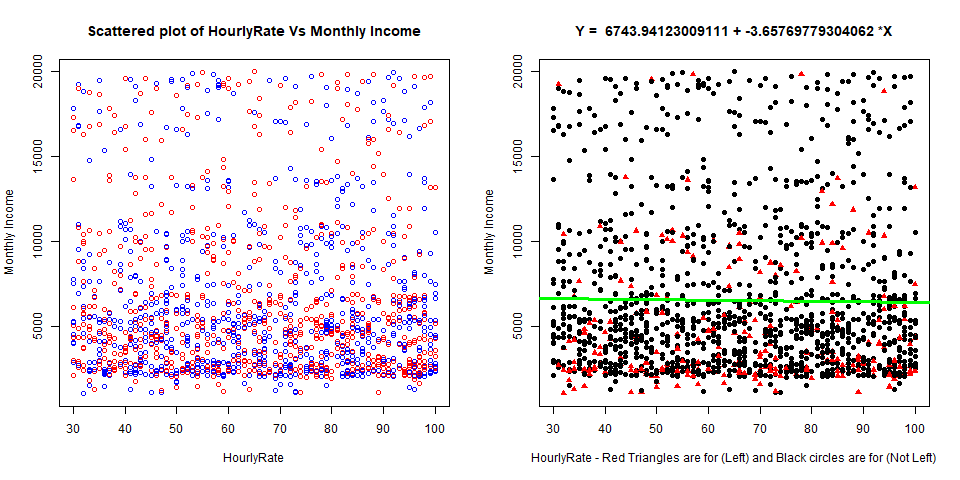 Scattered plot of HourlyRate Vs Monthly Income
Monthly Income
20000
15000
10000
5000
30 40 50 60 70 80 90 100
HourlyRate
Y = 6743.94123009111 + -3.65769779304062 *X
Monthly Income
20000
15000
10000
5000
30 40 50 60 70 80 90 100
HourlyRate - Red Triangles are for (Left) and Black circles are for (Not Left)